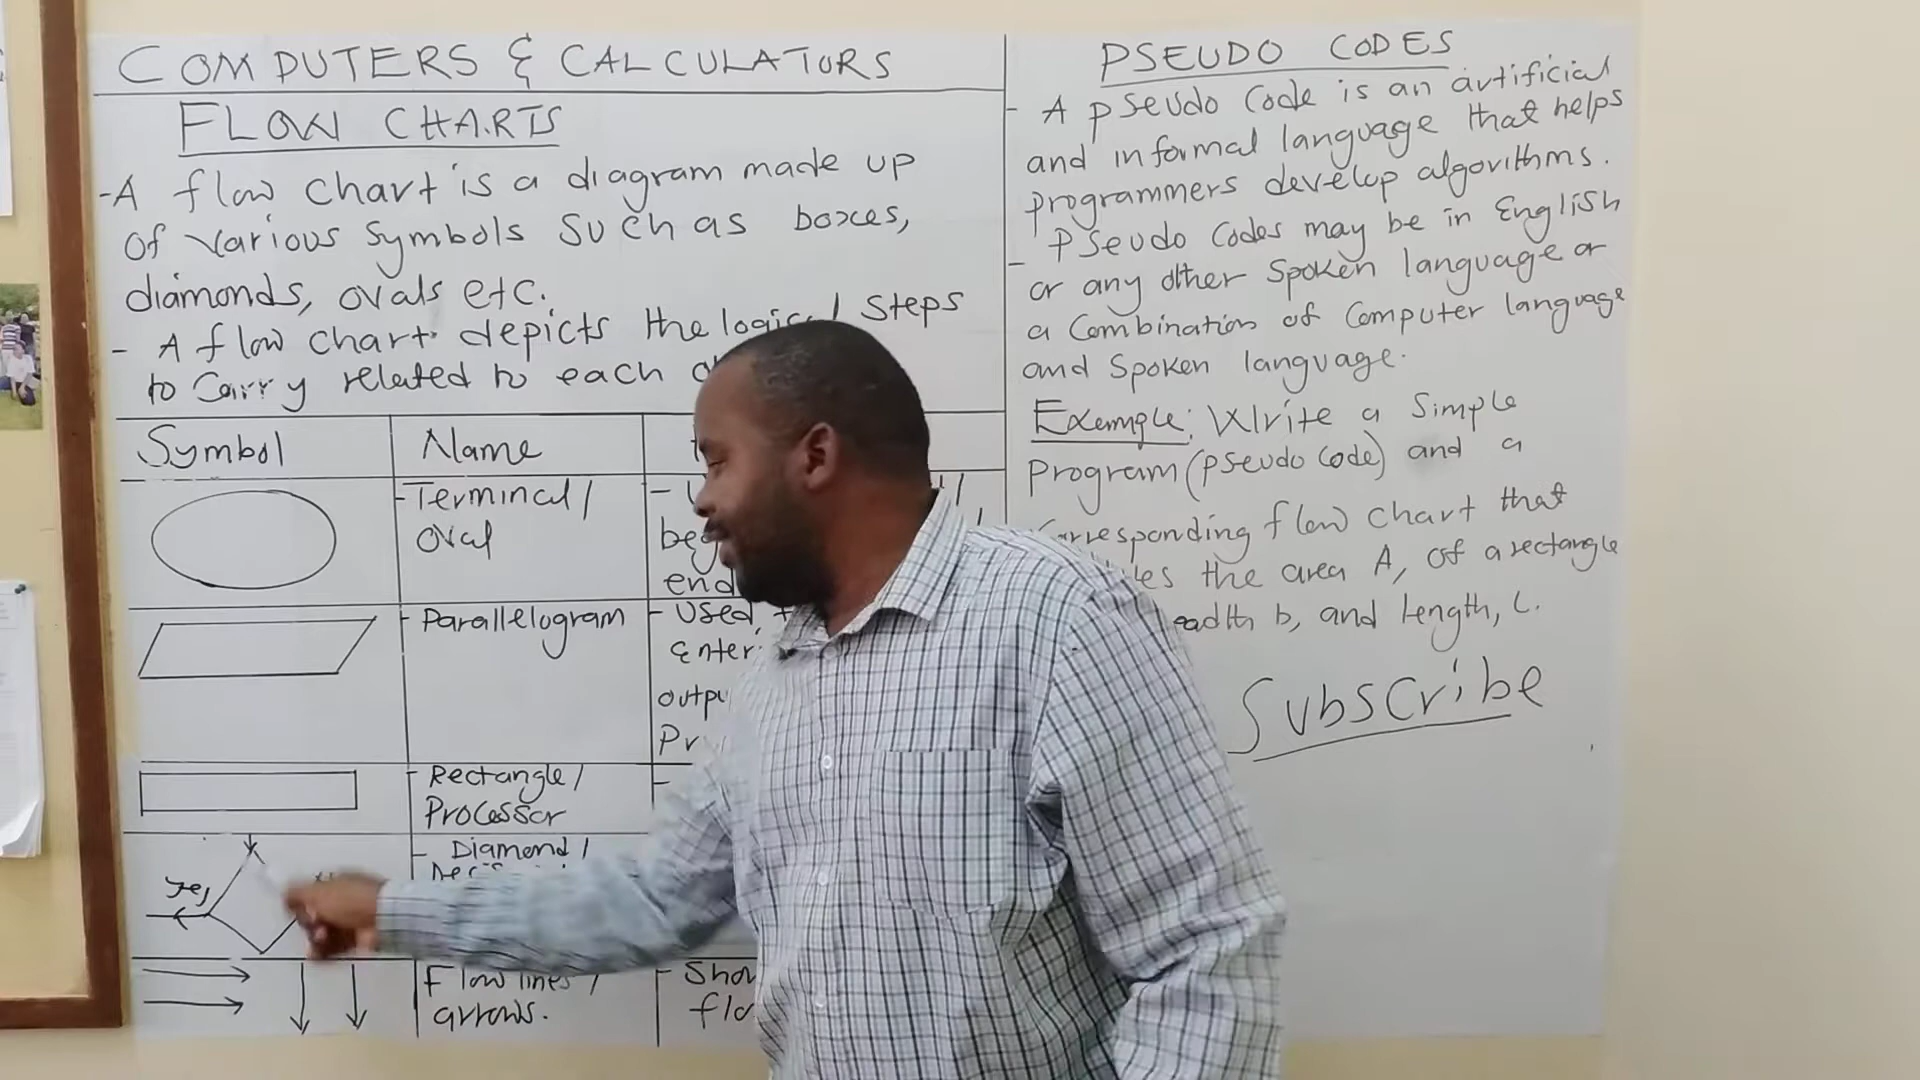 COMPUTERS & CALCULATORS
FLOW CHARTS
-A flow chart is a diagram made up
of various symbols such as boxes,
diamonds, ovals etc.
- A flow chart depicts the logical steps
to carry related to each
Symbol Name
-Terminal/
Oval
end
- Parallelogram
- Used
enter
- Rectangle/
Processor
- Diamond/
yes
Flow lines/
arrows.
PSEUDO CODES
- A pseudo code is an artificial
and informal language that helps
programmers develop algorithms.
- Pseudo codes may be in English
or any other spoken language or
a combination of computer language
and spoken language.
Example: Write a simple
program (pseudo code) and a
flow chart that
the area A, of a rectangle
b, and length, L.
Subscribe